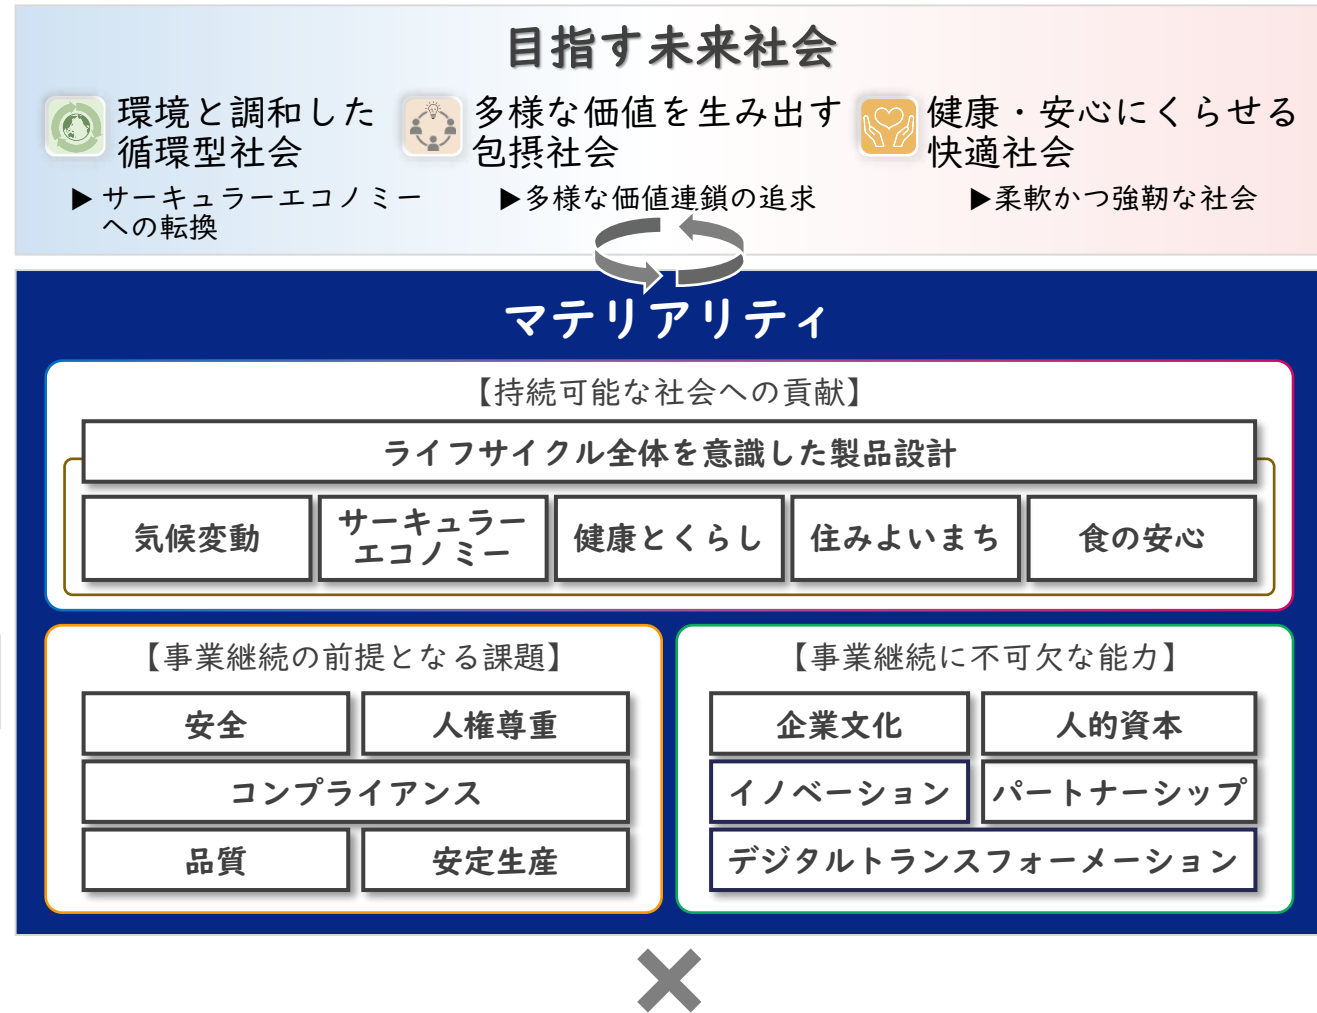 目指す未来社会
環境と調和した
循環型社会
▶サーキュラーエコノミー
への転換
多様な価値を生み出す
包摂社会
▶多様な価値連鎖の追求
健康・安心にくらせる
快適社会
▶柔軟かつ強靭な社会
マテリアリティ
【持続可能な社会への貢献】
ライフサイクル全体を意識した製品設計
気候変動
サーキュラー
エコノミー
健康とくらし
住みよいまち
食の安心
【事業継続の前提となる課題】
安全
人権尊重
コンプライアンス
品質
安定生産
【事業継続に不可欠な能力】
企業文化
人的資本
イノベーション
パートナーシップ
デジタルトランスフォーメーション